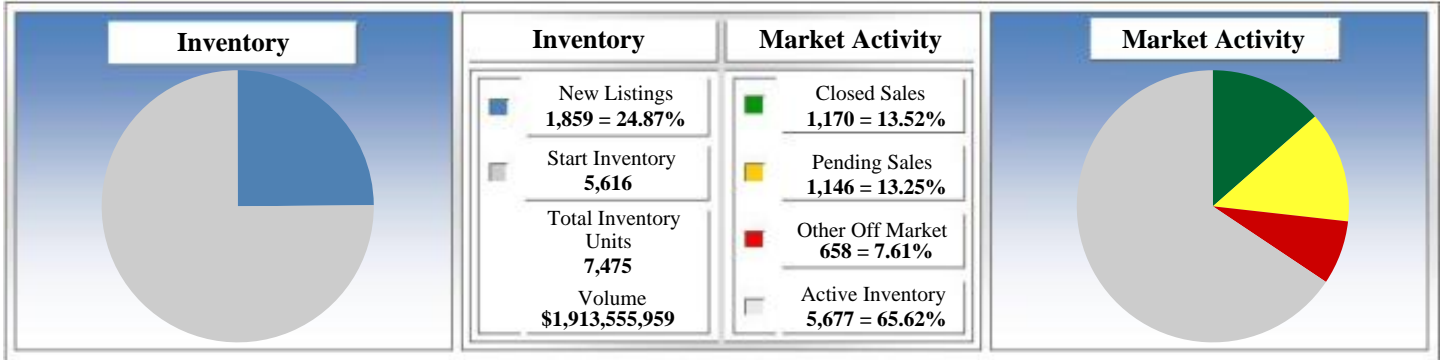 Inventory
Inventory
Market Activity
New Listings
1,859 = 24.87%
Start Inventory
5,616
Total Inventory
Units
7,475
Volume
$1,913,555,959
Closed Sales
1,170 = 13.52%
Pending Sales
1,146 = 13.25%
Other Off Market
658 = 7.61%
Active Inventory
5,677 = 65.62%
Market Activity